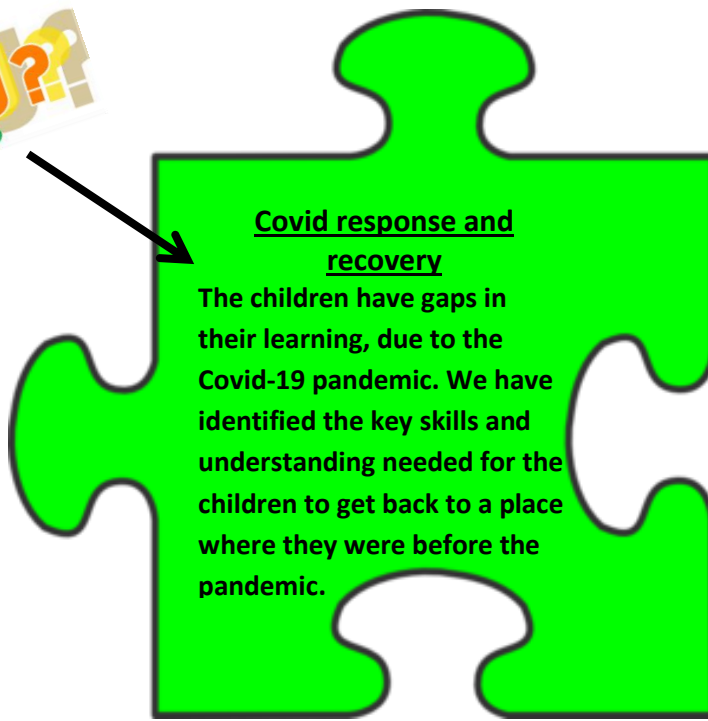 Covid response and
recovery
The children have gaps in
their learning, due to the
Covid-19 pandemic. We have
identified the key skills and
understanding needed for the
children to get back to a place
where they were before the
pandemic.